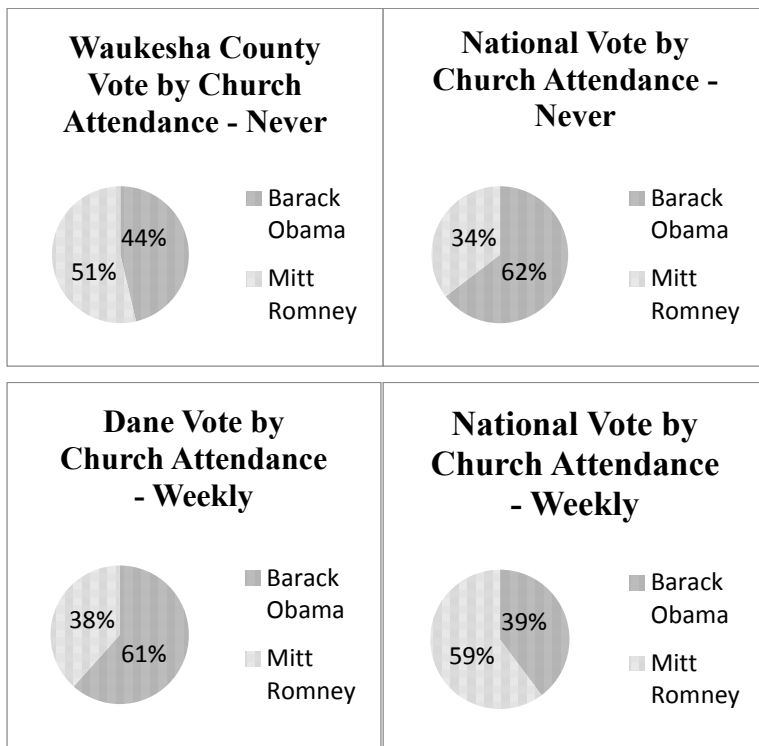 Waukesha County
Vote by Church
Attendance - Never
44%
51%
Barack
Obama
Mitt
Romney
National Vote by
Church Attendance -
Never
34%
62%
Barack
Obama
Mitt
Romney
Dane Vote by
Church Attendance
- Weekly
38%
61%
Barack
Obama
Mitt
Romney
National Vote by
Church Attendance
- Weekly
39%
59%
Barack
Obama
Mitt
Romney